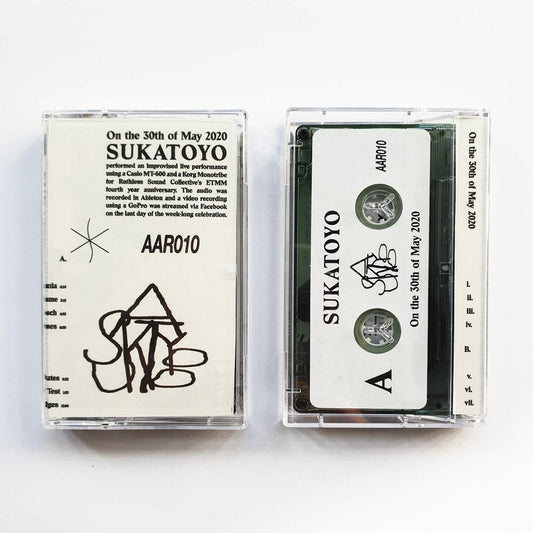 On the 30th of May 2020
SUKATOYO
performed an improvised live performance
using a Casio MT-600 and a Korg Monotribe
for Ruthless Sound Collective's ETMM
fourth year anniversary. The audio was
recorded in Ableton and a video recording
using a GoPro was streamed via Facebook
on the last day of the week-long celebration.
AAR010
A.
Test
AAR010
SUKATOYO
On the 30th of May 2020
A
On the 30th of May 2020
i.
ii.
iii.
iv.
B.
v.
vi.
vii.